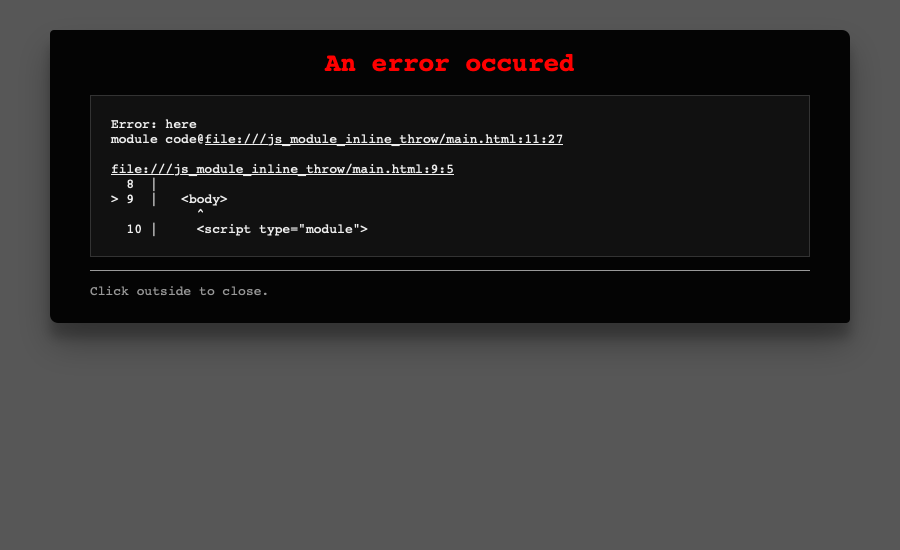 An error occured
Error: here
module code@file:///js_module_inline_throw/main.html:11:27
file:///js_module_inline_throw/main.html:9:5
  8  |
> 9  |   <body>
           ^
  10 |     <script type="module">
Click outside to close.